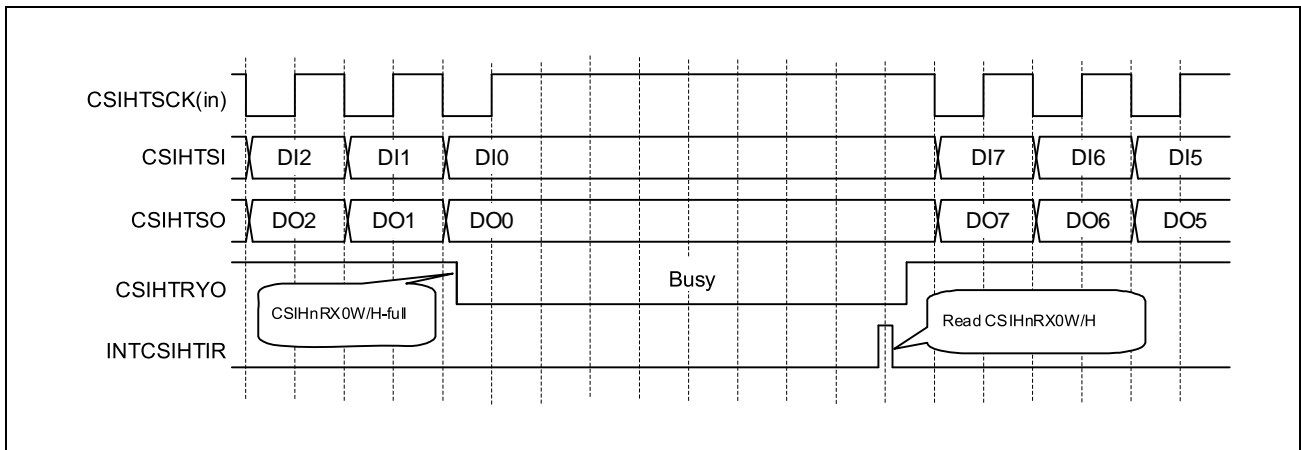 CSIHTSCK(in)
CSIHTSI DI2 DI1 DI0 DI7 DI6 DI5
CSIHTSO DO2 DO1 DO0 DO7 DO6 DO5
CSIHTRYO Busy
CSIHnRX0W/H-full
Read CSIHnRX0W/H
INTCSIHTIR